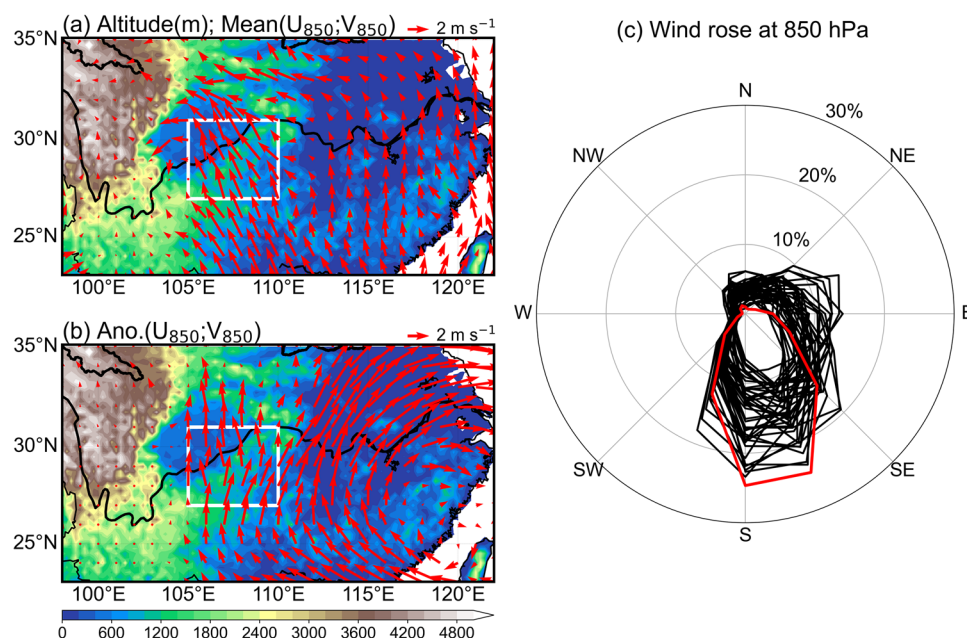 (a) Altitude(m); Mean(U850;V850) 2 m s⁻¹
35°N
30°N
25°N
100°E 105°E 110°E 115°E 120°E
(b) Ano.(U850;V850) 2 m s⁻¹
35°N
30°N
25°N
100°E 105°E 110°E 115°E 120°E
0 600 1200 1800 2400 3000 3600 4200 4800
(c) Wind rose at 850 hPa
N
30%
NW NE
20%
10%
W E
SW SE
S